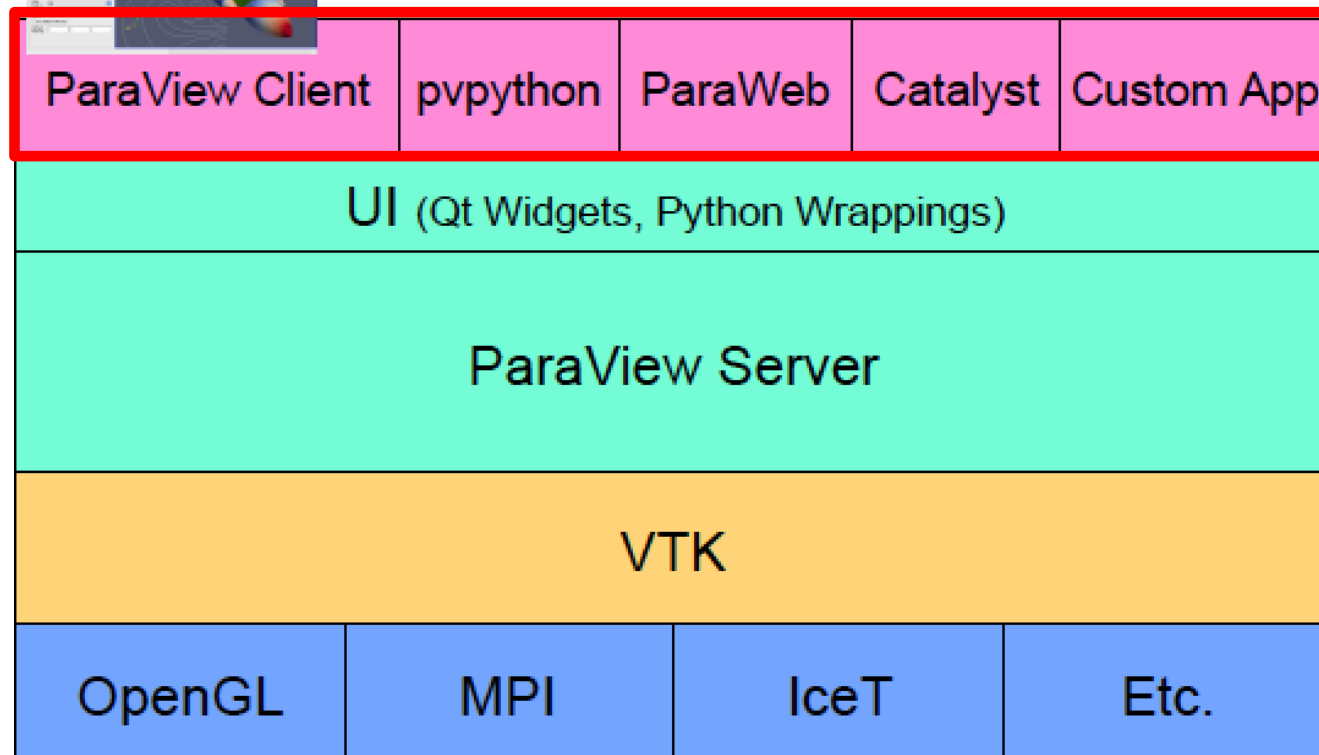 ParaView Client pvpython ParaWeb Catalyst Custom App
UI (Qt Widgets, Python Wrappings)
ParaView Server
VTK
OpenGL MPI IceT Etc.